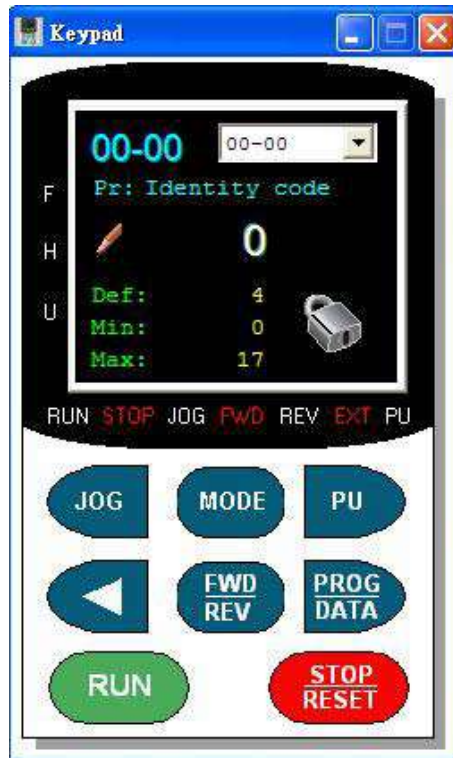 Keypad
00-00 00-00
Pr: Identity code
F
0
H
Def: 4
U
Min: 0
Max: 17
RUN STOP JOG FWD REV EXT PU
JOG MODE PU
FWD PROG
REV DATA
RUN STOP
RESET